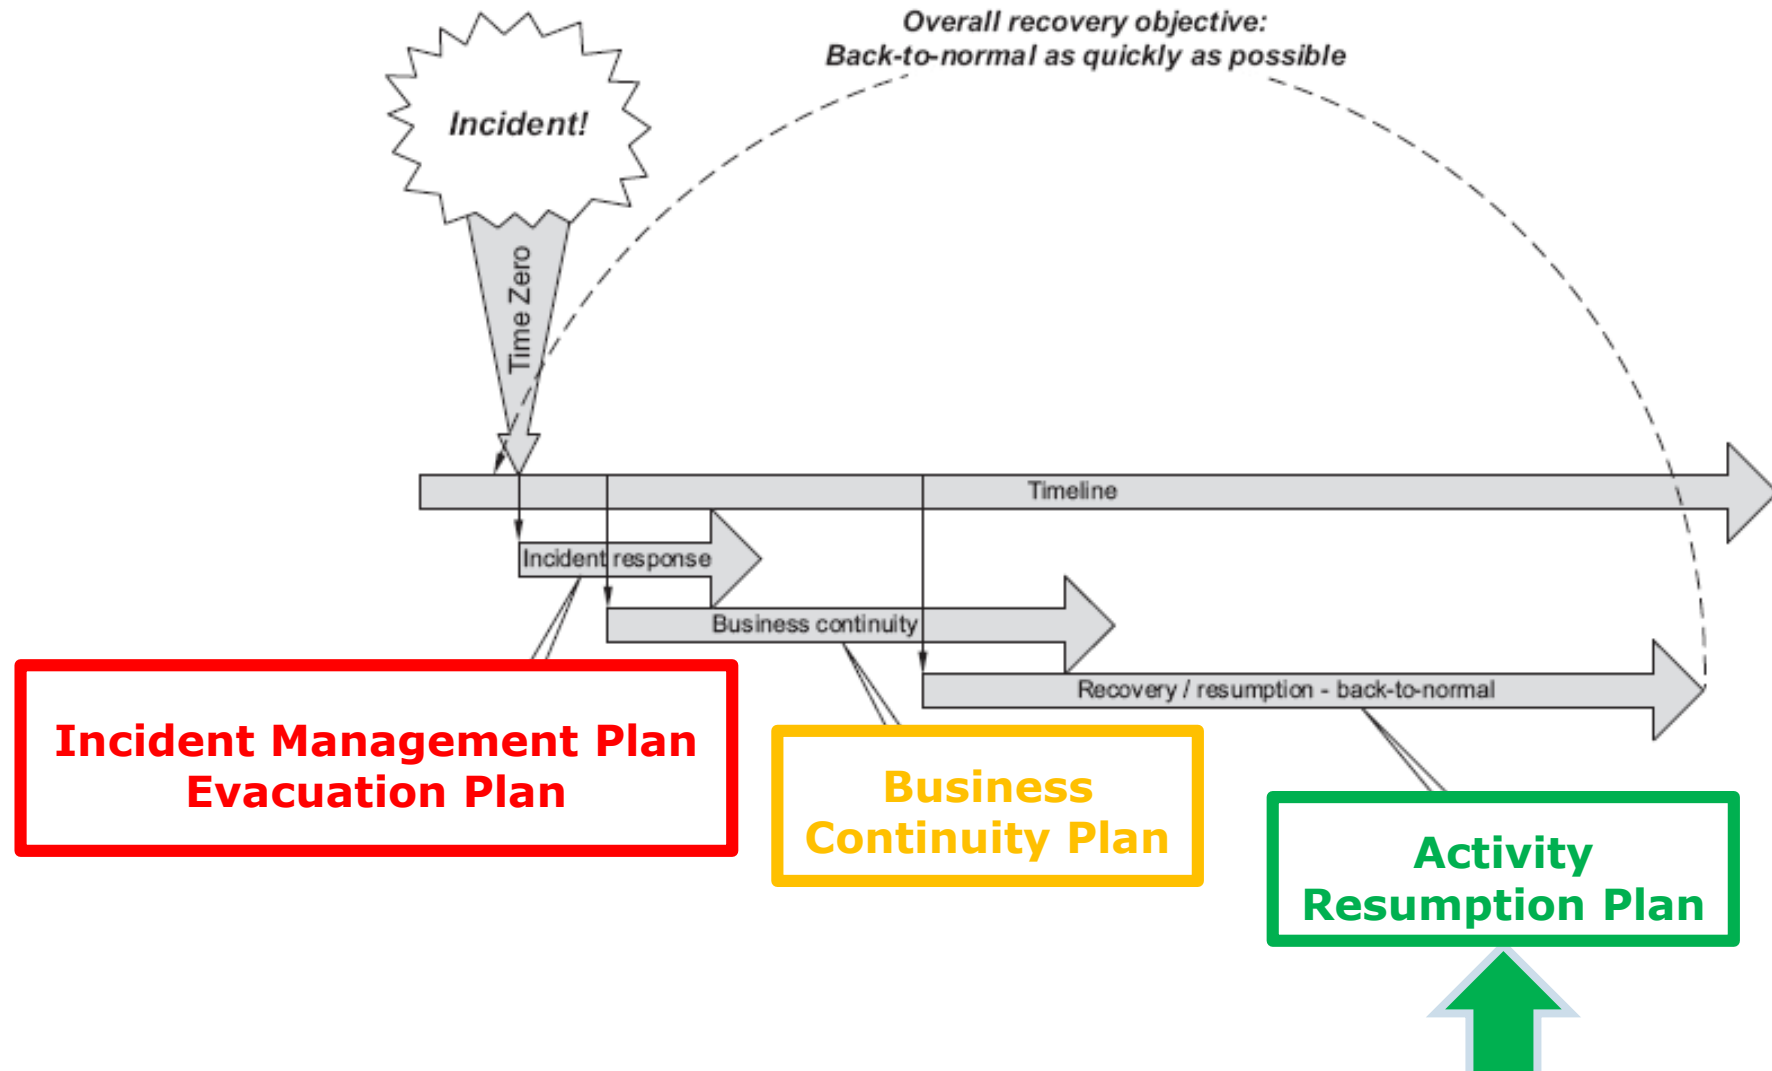 Overall recovery objective:
Back-to-normal as quickly as possible
Incident!
Time Zero
Timeline
Incident response
Business continuity
Recovery / resumption - back-to-normal
Incident Management Plan
Evacuation Plan
Business
Continuity Plan
Activity
Resumption Plan